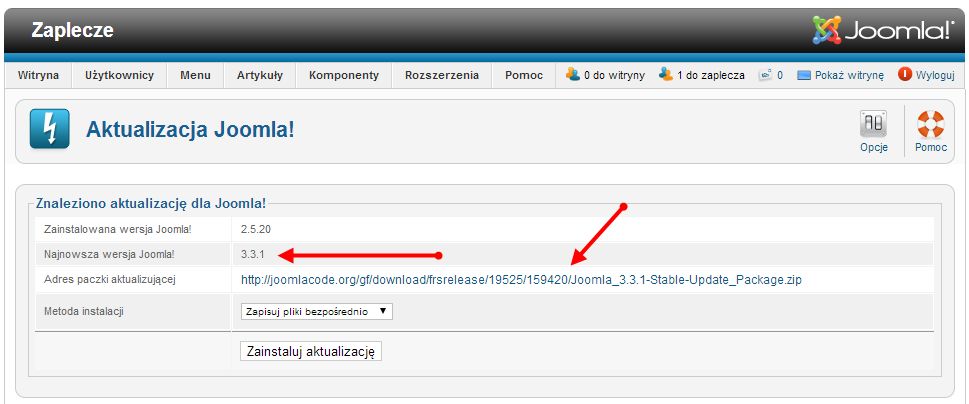 Zaplecze
Joomla!®
Witryna Użytkownicy Menu Artykuły Komponenty Rozszerzenia Pomoc 0 do witryny 1 do zaplecza 0 Pokaż witrynę Wyloguj
Aktualizacja Joomla!
Opcje Pomoc
Znaleziono aktualizację dla Joomla!
Zainstalowana wersja Joomla! 2.5.20
Najnowsza wersja Joomla! 3.3.1
Adres paczki aktualizującej http://joomlacode.org/gf/download/frsrelease/19525/159420/Joomla_3.3.1-Stable-Update_Package.zip
Metoda instalacji Zapisuj pliki bezpośrednio
Zainstaluj aktualizację